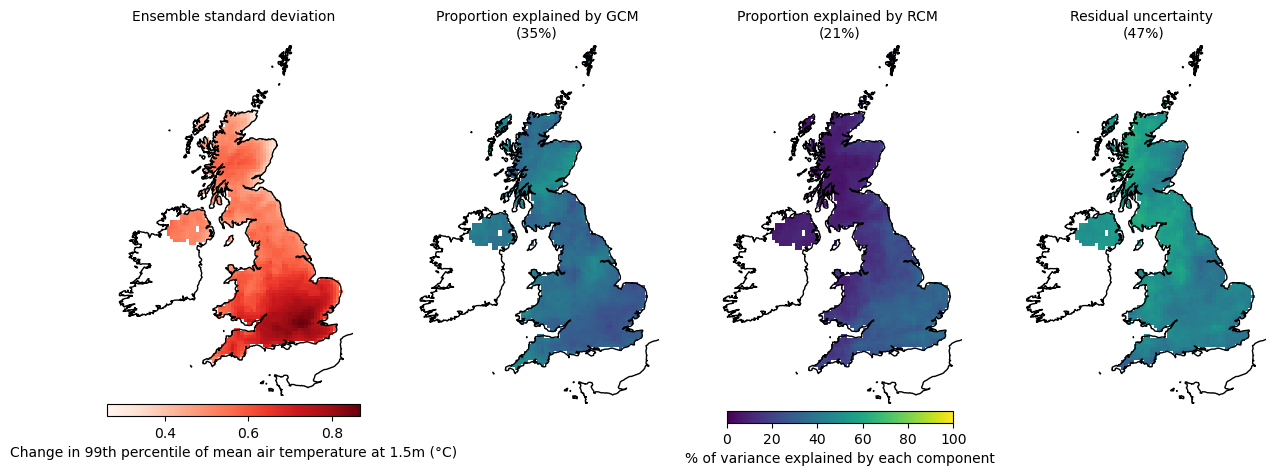 Ensemble standard deviation
Proportion explained by GCM
(35%)
Proportion explained by RCM
(21%)
Residual uncertainty
(47%)
0.4 0.6 0.8
Change in 99th percentile of mean air temperature at 1.5m (°C)
0 20 40 60 80 100
% of variance explained by each component